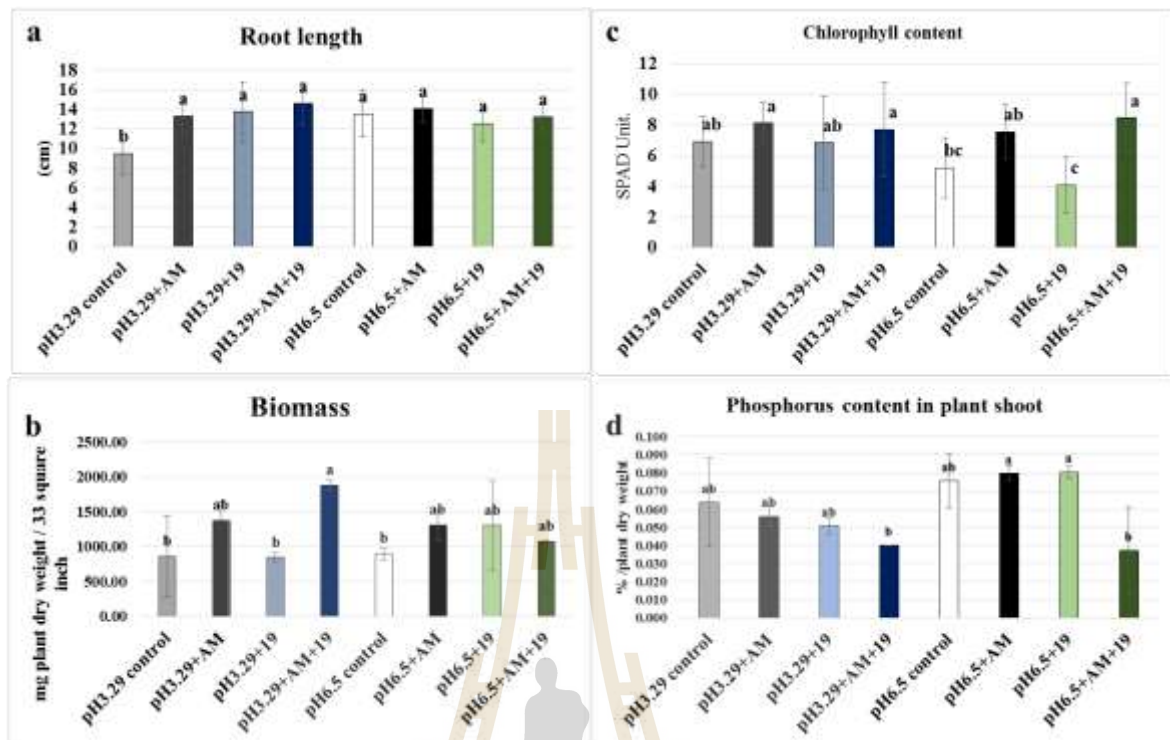 a
Root length
18
16
14
12
10
8
6
4
2
0
(cm)
b
a
a
a
a
a
a
a
pH3.29 control
pH3.29+AM
pH3.29+19
pH3.29+AM+19
pH6.5 control
pH6.5+AM
pH6.5+19
pH6.5+AM+19
c
Chlorophyll content
12
10
8
6
4
2
0
SPAD Unit.
ab
a
ab
a
bc
ab
c
a
pH3.29 control
pH3.29+AM
pH3.29+19
pH3.29+AM+19
pH6.5 control
pH6.5+AM
pH6.5+19
pH6.5+AM+19
b
Biomass
2500.00
2000.00
1500.00
1000.00
500.00
0.00
mg plant dry weight / 33 square
inch
b
ab
b
a
b
ab
ab
ab
pH3.29 control
pH3.29+AM
pH3.29+19
pH3.29+AM+19
pH6.5 control
pH6.5+AM
pH6.5+19
pH6.5+AM+19
d
Phosphorus content in plant shoot
0.100
0.090
0.080
0.070
0.060
0.050
0.040
0.030
0.020
0.010
0.000
% /plant dry weight
ab
ab
ab
b
ab
a
a
b
pH3.29 control
pH3.29+AM
pH3.29+19
pH3.29+AM+19
pH6.5 control
pH6.5+AM
pH6.5+19
pH6.5+AM+19